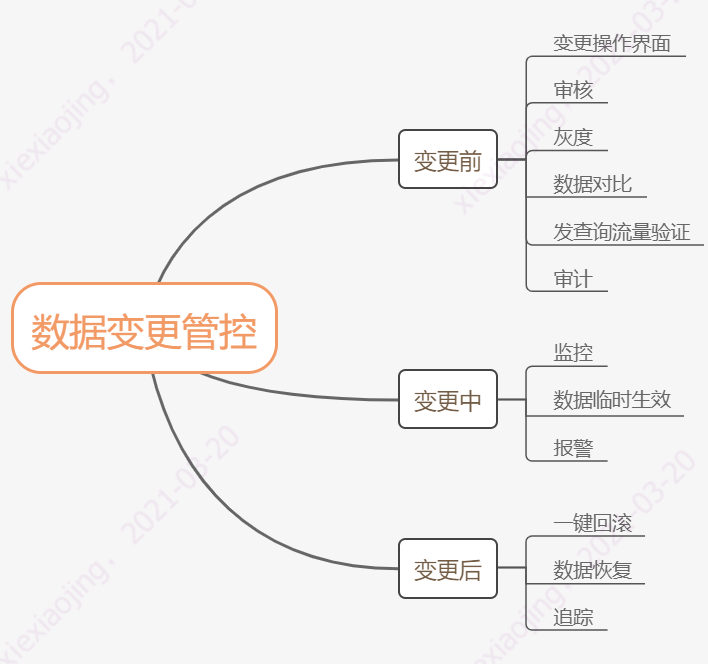 数据变更管控
变更前
变更操作界面
审核
灰度
数据对比
发查询流量验证
审计
变更中
监控
数据临时生效
报警
变更后
一键回滚
数据恢复
追踪
xiexiaojing, 2021-0
xiexiaojing, 2021-03-2
xiexiaojing, 2021-03-20
xiexiaojing, 2021-03-20